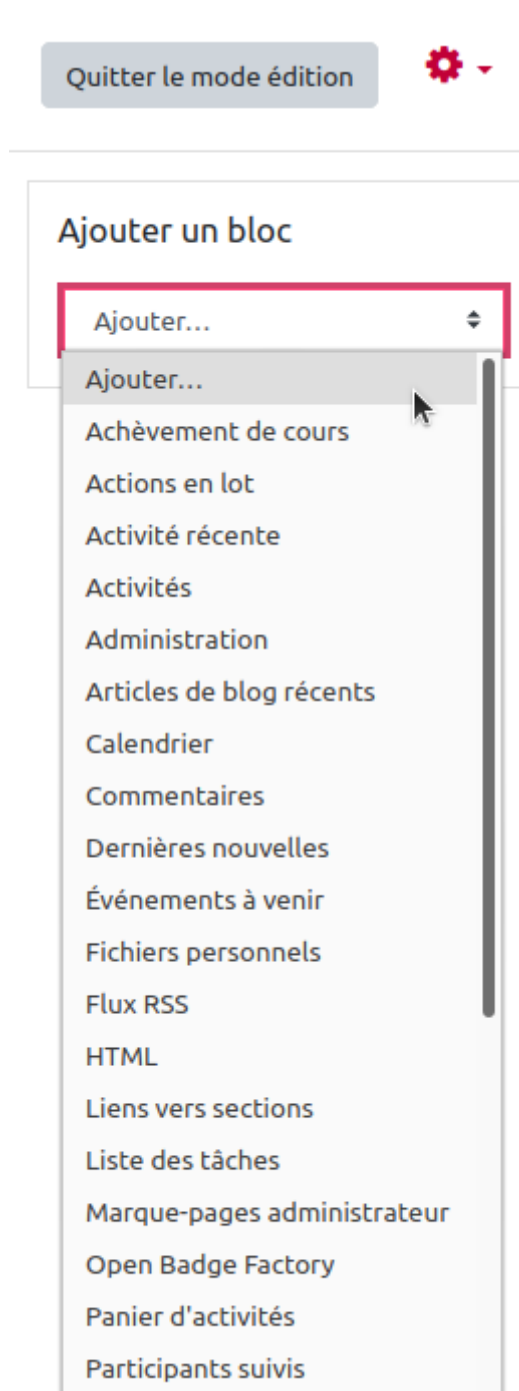 Quitter le mode édition
Ajouter un bloc
Ajouter...
Ajouter...
Achèvement de cours
Actions en lot
Activité récente
Activités
Administration
Articles de blog récents
Calendrier
Commentaires
Dernières nouvelles
Événements à venir
Fichiers personnels
Flux RSS
HTML
Liens vers sections
Liste des tâches
Marque-pages administrateur
Open Badge Factory
Panier d'activités
Participants suivis